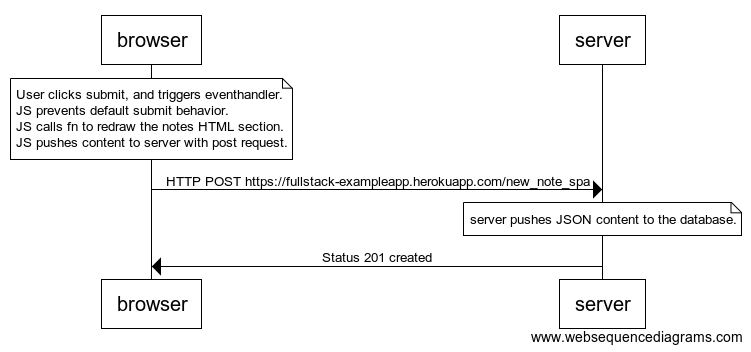 browser
server
User clicks submit, and triggers eventhandler.
JS prevents default submit behavior.
JS calls fn to redraw the notes HTML section.
JS pushes content to server with post request.
HTTP POST https://fullstack-exampleapp.herokuapp.com/new_note_spa
server pushes JSON content to the database.
Status 201 created
browser
server
www.websequencediagrams.com